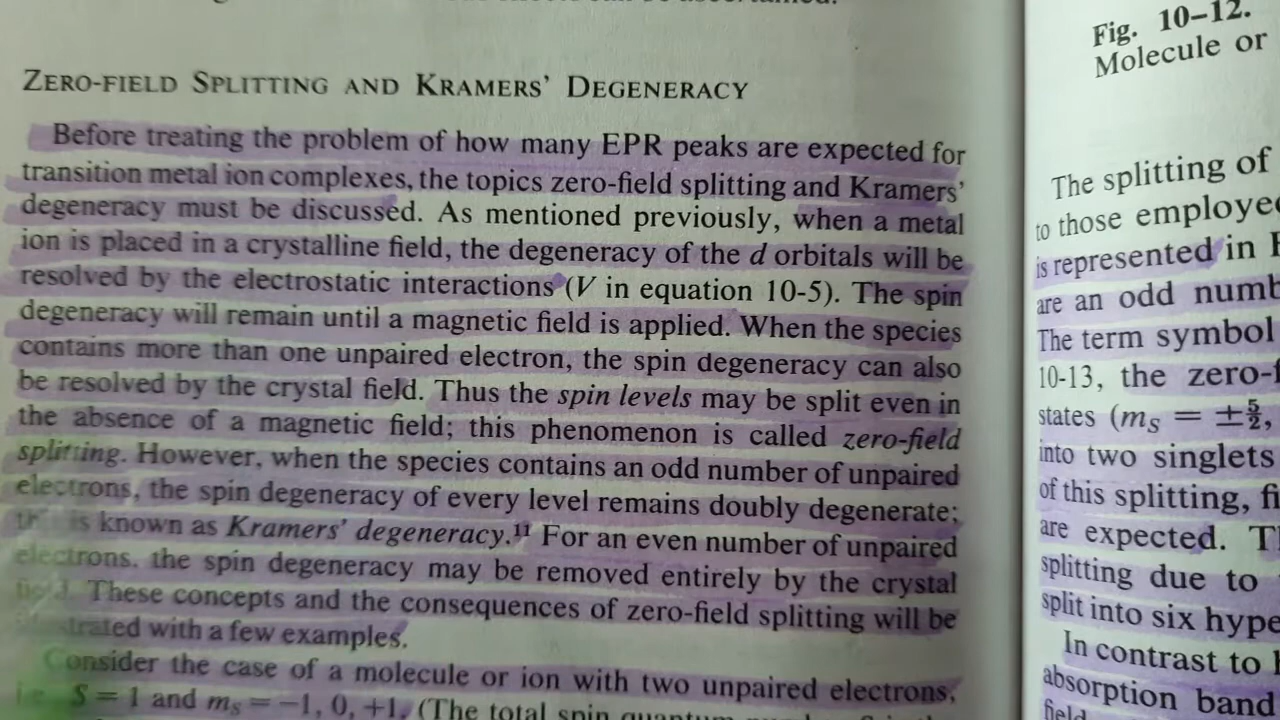 ZERO-FIELD SPLITTING AND KRAMERS' DEGENERACY
Before treating the problem of how many EPR peaks are expected for
transition metal ion complexes, the topics zero-field splitting and Kramers'
degeneracy must be discussed. As mentioned previously, when a metal
ion is placed in a crystalline field, the degeneracy of the d orbitals will be
resolved by the electrostatic interactions (V in equation 10-5). The spin
degeneracy will remain until a magnetic field is applied. When the species
contains more than one unpaired electron, the spin degeneracy can also
be resolved by the crystal field. Thus the spin levels may be split even in
the absence of a magnetic field; this phenomenon is called zero-field
splitting. However, when the species contains an odd number of unpaired
electrons, the spin degeneracy of every level remains doubly degenerate;
this is known as Kramers' degeneracy.¹¹ For an even number of unpaired
electrons, the spin degeneracy may be removed entirely by the crystal
field. These concepts and the consequences of zero-field splitting will be
illustrated with a few examples.
Consider the case of a molecule or ion with two unpaired electrons,
i.e. S = 1 and mₛ = −1, 0, +1. (The total spin
Fig. 10–12.
Molecule or
The splitting of
to those employed
is represented in
are an odd
The term symbol
10-13, the
states (mₛ = ±5/2,
into two singlets
of this splitting,
are expected.
splitting due to
split into six
In contrast to
absorption band
field